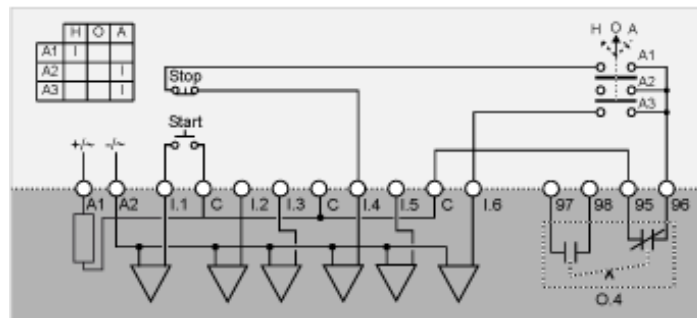 H O A
A1 I
A2 I
A3 I
H O A
A1
A2
A3
Stop
Start
+/~ -/~
A1 A2 I.1 C I.2 I.3 C I.4 I.5 C I.6 97 98 95 96
O.4